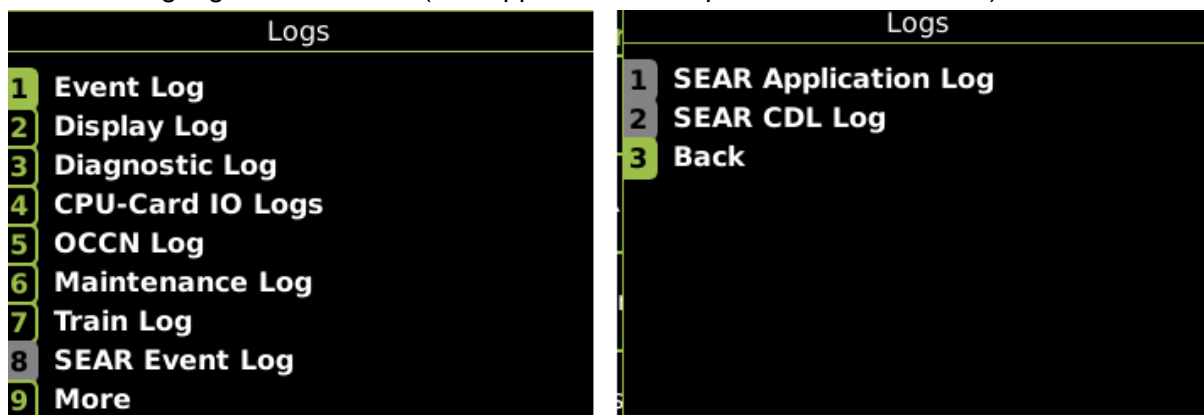 Logs
1 Event Log
2 Display Log
3 Diagnostic Log
4 CPU-Card IO Logs
5 OCCN Log
6 Maintenance Log
7 Train Log
8 SEAR Event Log
9 More
Logs
1 SEAR Application Log
2 SEAR CDL Log
3 Back